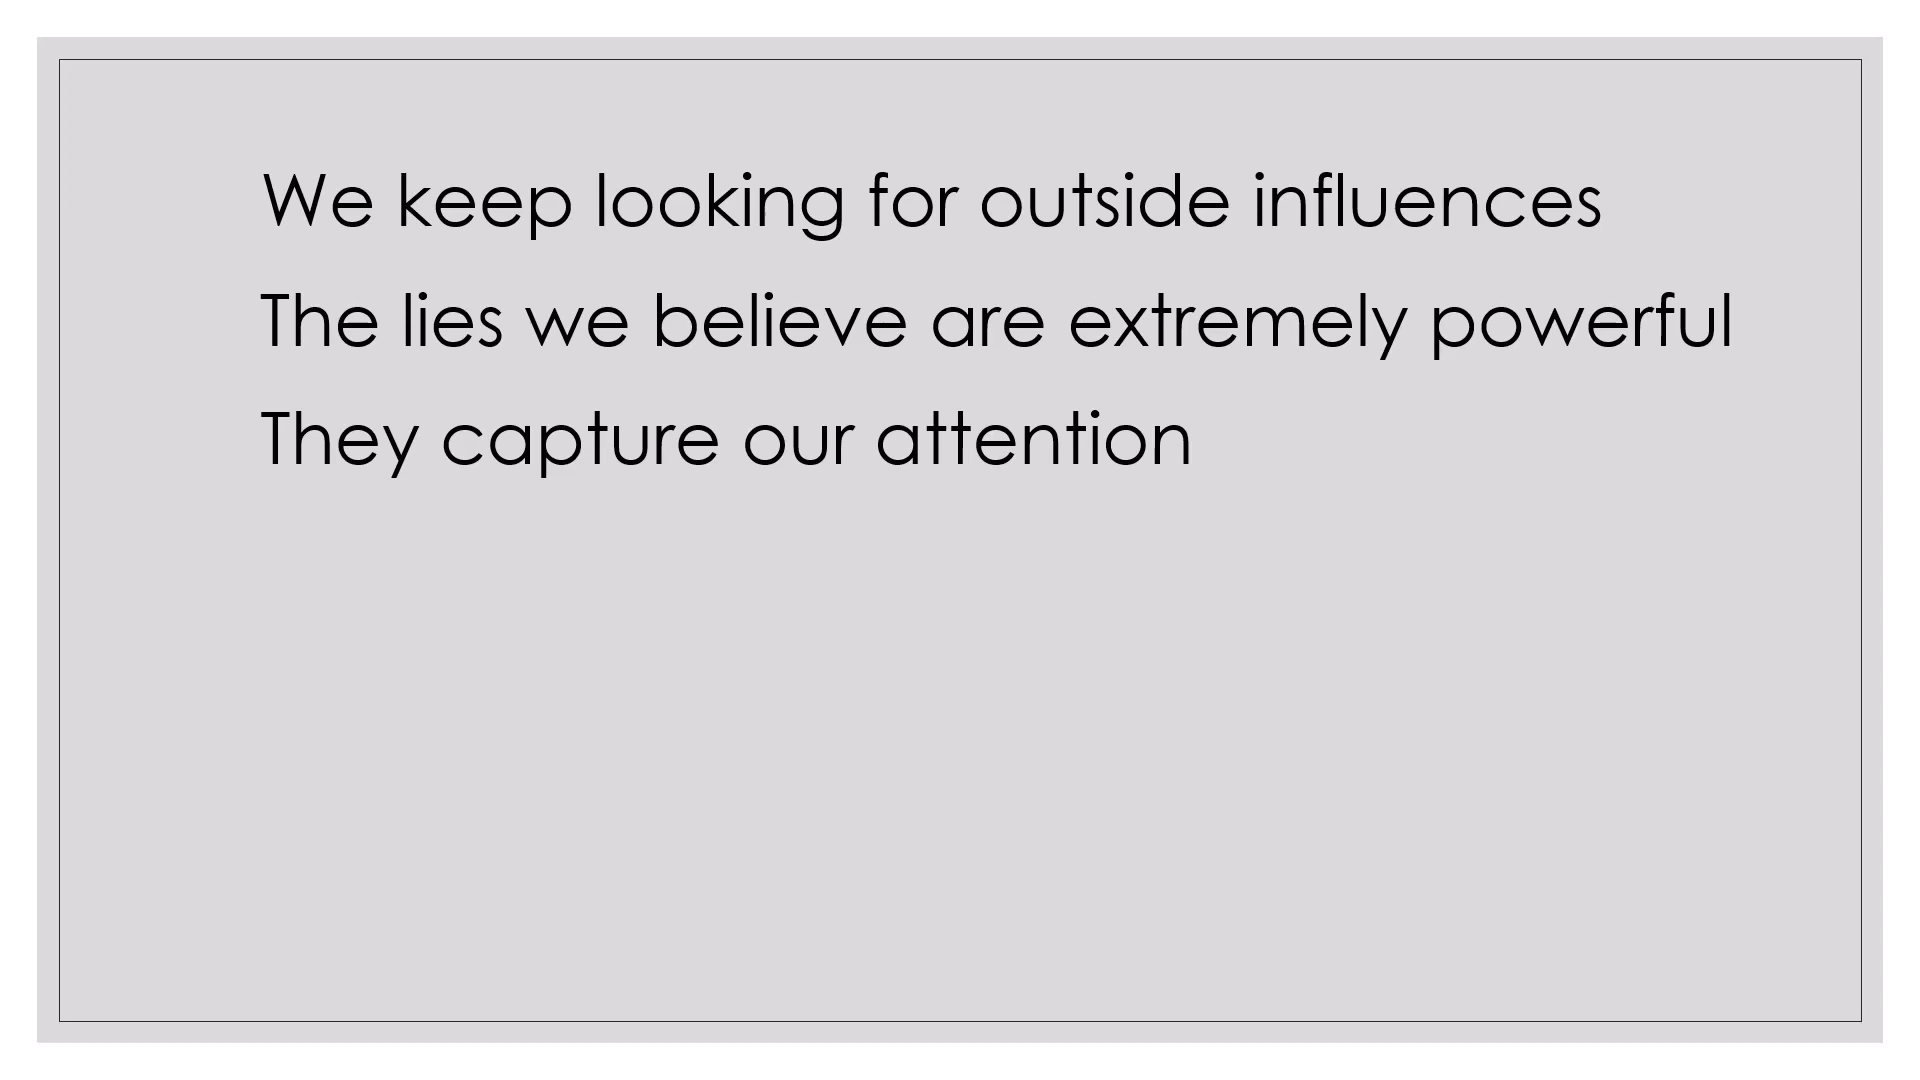 We keep looking for outside influences
The lies we believe are extremely powerful
They capture our attention